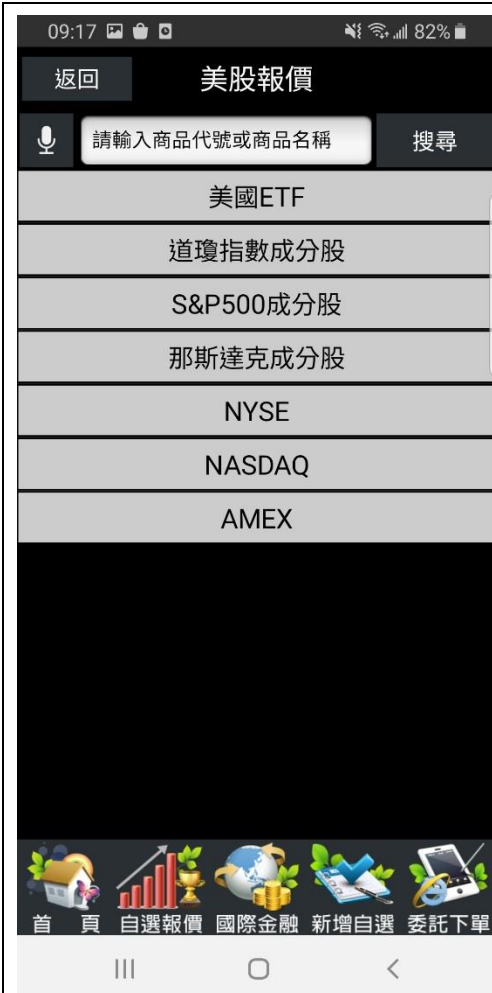 09:17 82%
返回 美股報價
請輸入商品代號或商品名稱 搜尋
美國ETF
道瓊指數成分股
S&P500成分股
那斯達克成分股
NYSE
NASDAQ
AMEX
首 頁 自選報價 國際金融 新增自選 委託下單